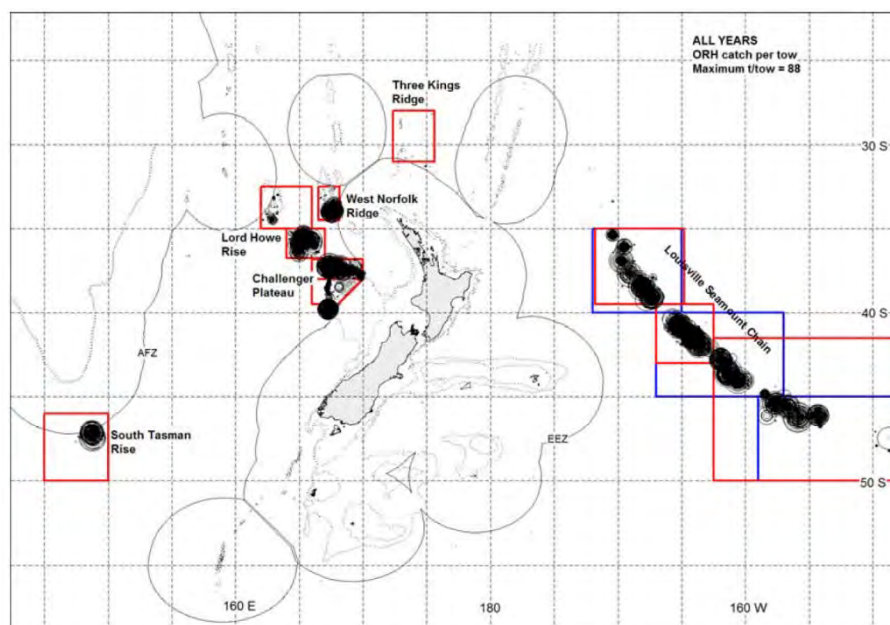 ALL YEARS
ORH catch per tow
Maximum t/tow = 88
Three Kings
Ridge
30 S
West Norfolk
Ridge
Lord Howe
Rise
Challenger
Plateau
Louisville Seamount Chain
40 S
AFZ
South Tasman
Rise
EEZ
50 S
160 E
180
160 W